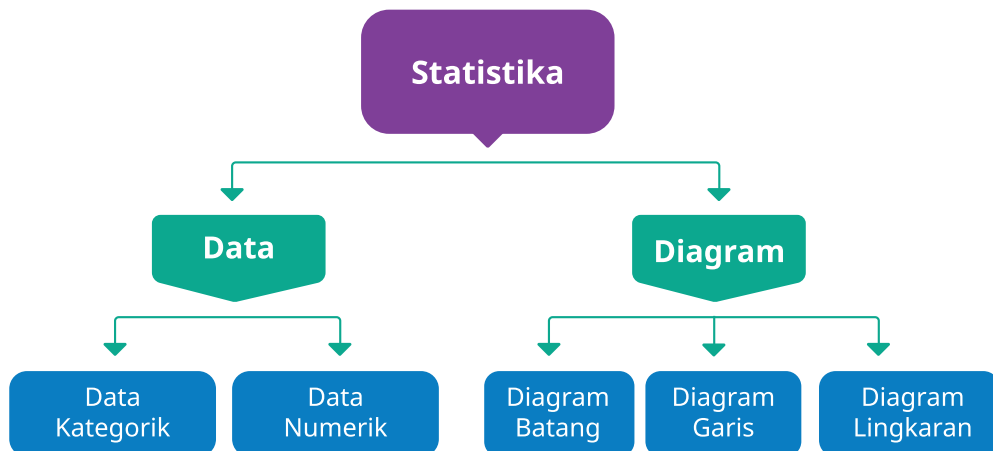 Statistika
Data
Diagram
Data
Kategorik
Data
Numerik
Diagram
Batang
Diagram
Garis
Diagram
Lingkaran